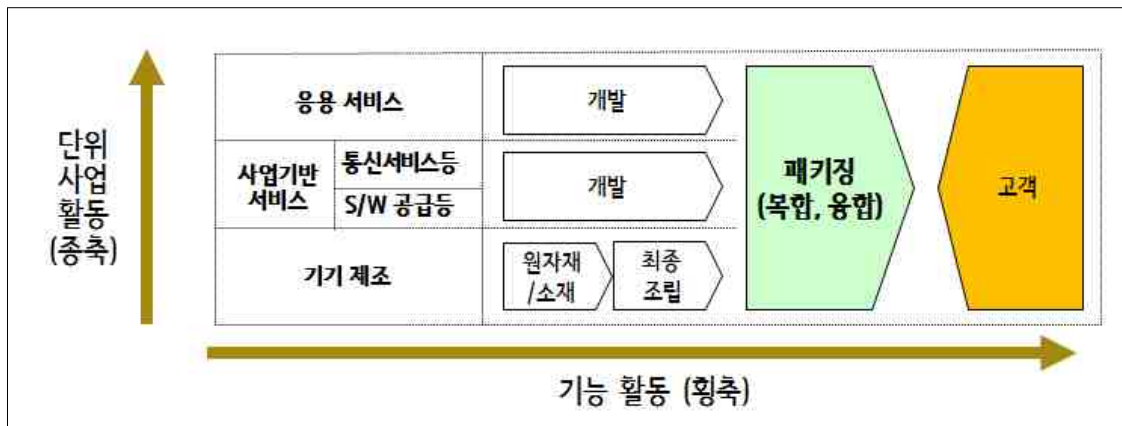 단위
사업
활동
(종축)
응용 서비스
개발
사업기반
서비스
통신서비스등
S/W 공급등
개발
기기 제조
원자재
/소재
최종
조립
패키징
(복합, 융합)
고객
기능 활동 (횡축)